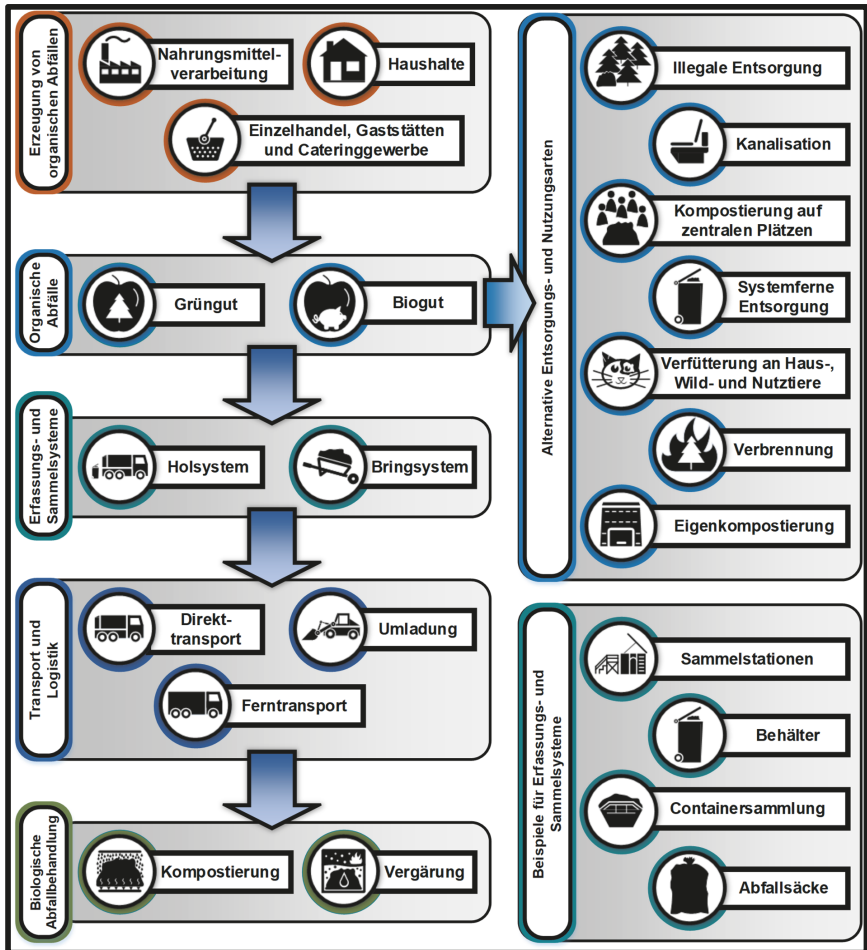 Erzeugung von
organischen Abfällen
Nahrungsmittel-
verarbeitung
Haushalte
Einzelhandel, Gaststätten
und Cateringgewerbe
Organische
Abfälle
Grüngut
Biogut
Erfassungs- und
Sammelsysteme
Holsystem
Bringsystem
Transport und
Logistik
Direkt-
transport
Umladung
Ferntransport
Biologische
Abfallbehandlung
Kompostierung
Vergärung
Alternative Entsorgungs- und Nutzungsarten
Illegale Entsorgung
Kanalisation
Kompostierung auf
zentralen Plätzen
Systemferne
Entsorgung
Verfütterung an Haus-,
Wild- und Nutztiere
Verbrennung
Eigenkompostierung
Beispiele für Erfassungs- und
Sammelsysteme
Sammelstationen
Behälter
Containersammlung
Abfallsäcke